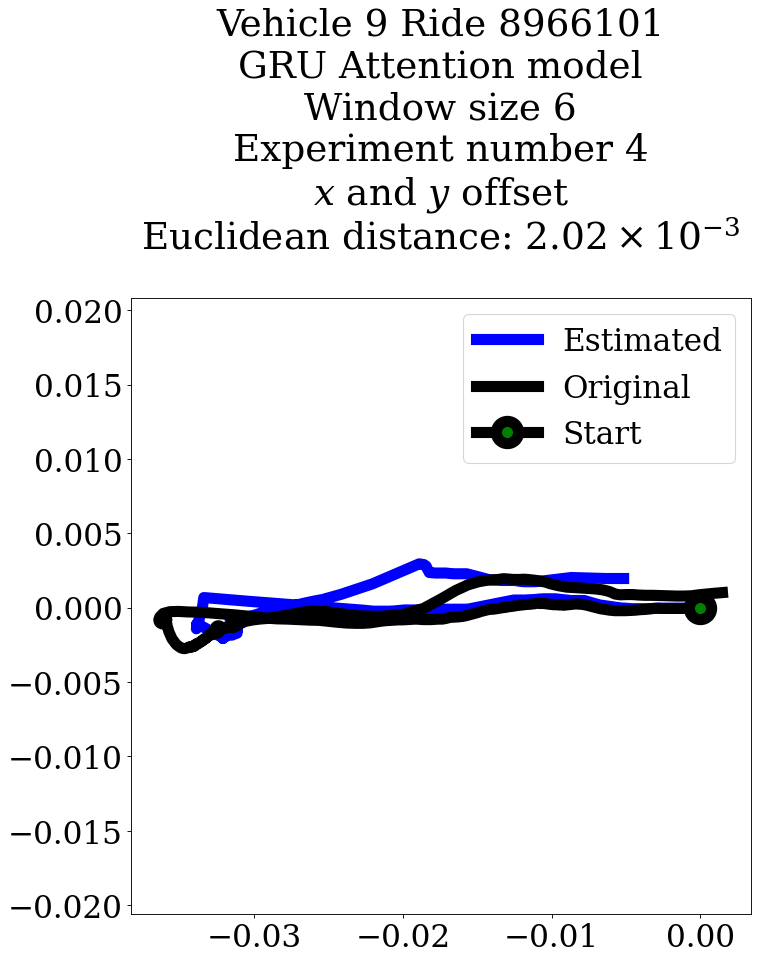 Vehicle 9 Ride 8966101
GRU Attention model
Window size 6
Experiment number 4
x and y offset
Euclidean distance: 2.02 × 10⁻³
Estimated
Original
Start
0.020
0.015
0.010
0.005
0.000
−0.005
−0.010
−0.015
−0.020
−0.03 −0.02 −0.01 0.00